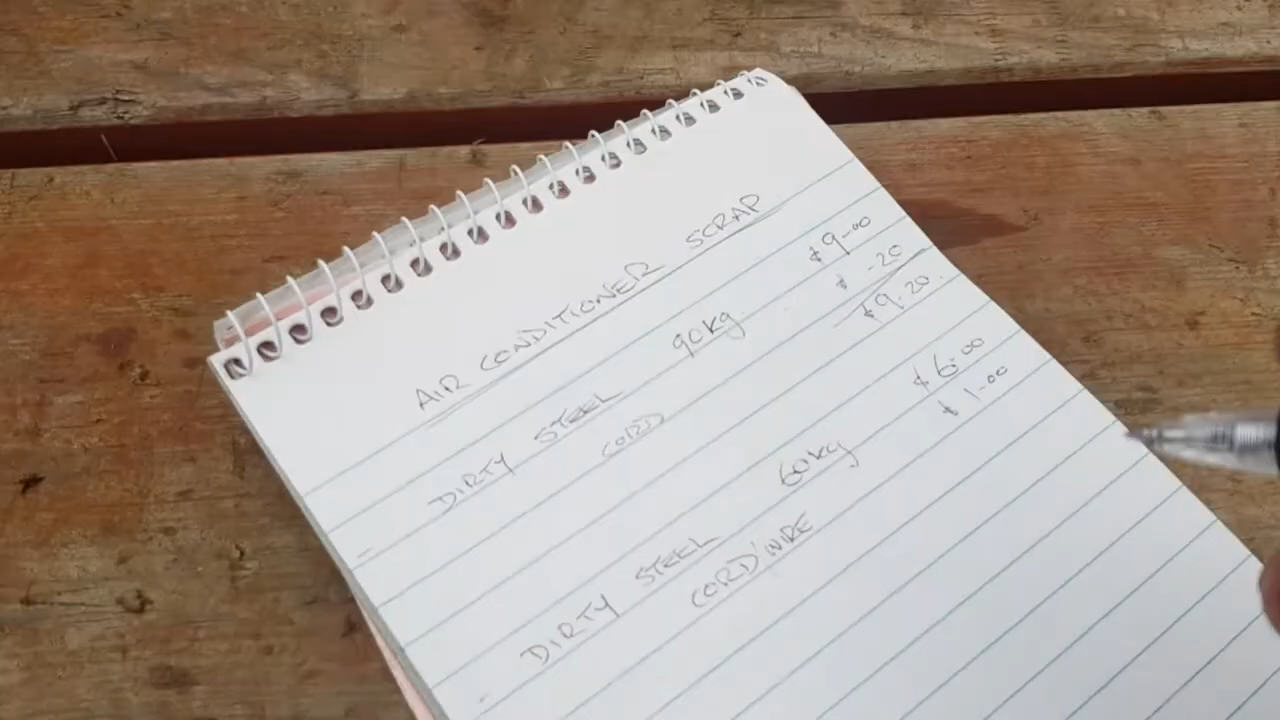 AIR CONDITIONER SCRAP
DIRTY STEEL 90kg $9-00
CORD $ -20
$9.20.
DIRTY STEEL 60kg $6.00
CORD/WIRE $1-00